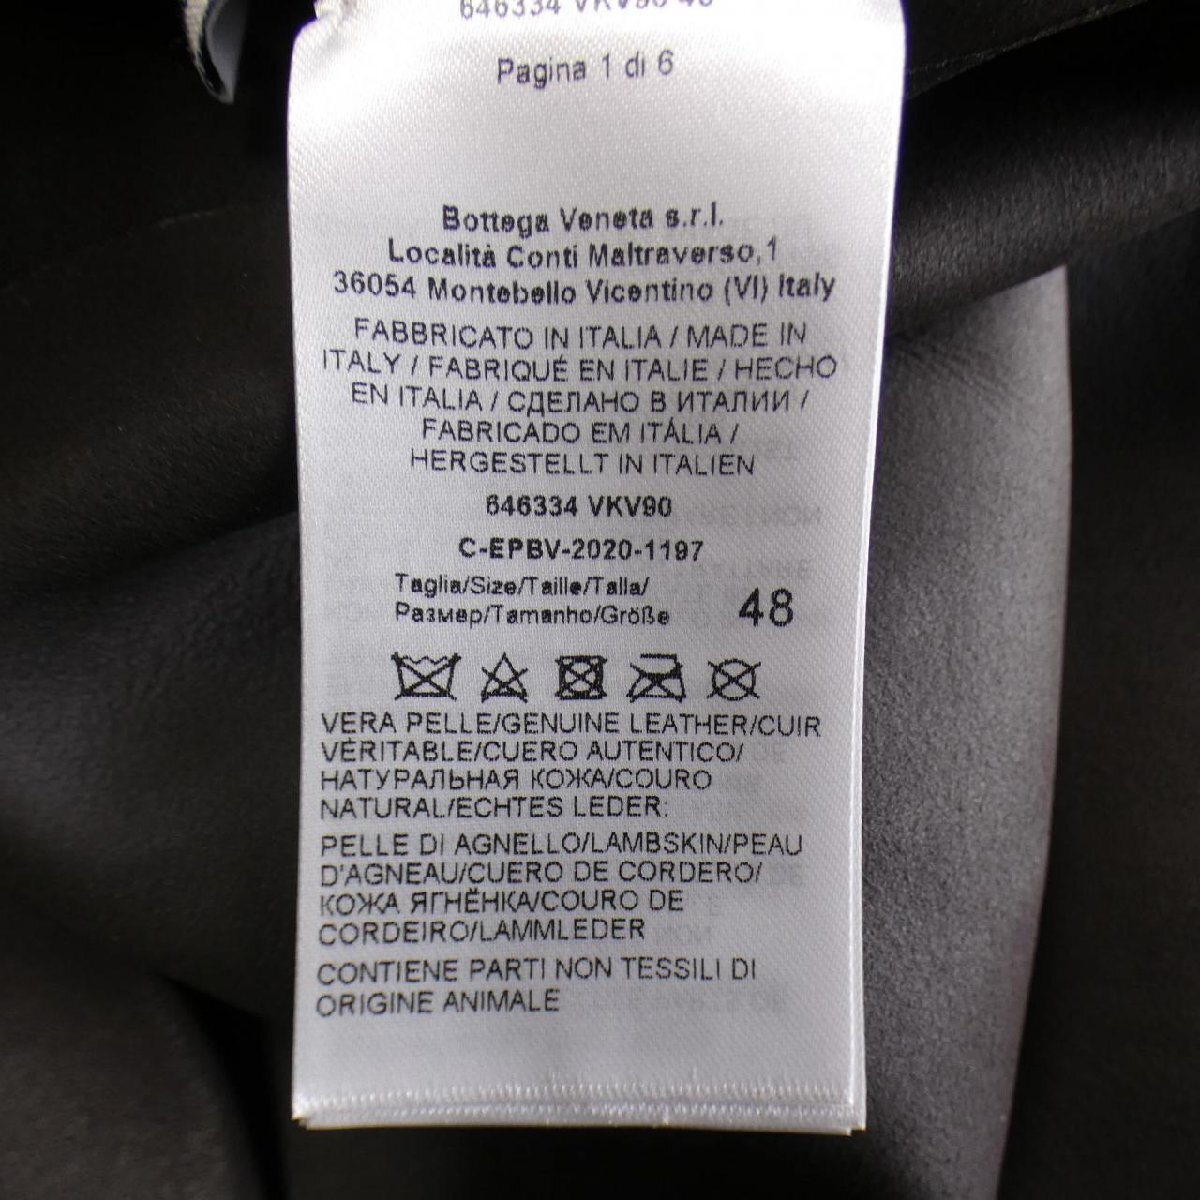 646334 VKV90 48
Pagina 1 di 6
Bottega Veneta s.r.l.
Località Conti Maltraverso,1
36054 Montebello Vicentino (VI) Italy
FABBRICATO IN ITALIA / MADE IN
ITALY / FABRIQUÉ EN ITALIE / HECHO
EN ITALIA / СДЕЛАНО В ИТАЛИИ /
FABRICADO EM ITÁLIA /
HERGESTELLT IN ITALIEN
646334 VKV90
C-EPBV-2020-1197
Taglia/Size/Taille/Talla/
Размер/Tamanho/Größe 48
VERA PELLE/GENUINE LEATHER/CUIR
VÉRITABLE/CUERO AUTENTICO/
НАТУРАЛЬНАЯ КОЖА/COURO
NATURAL/ECHTES LEDER:
PELLE DI AGNELLO/LAMBSKIN/PEAU
D'AGNEAU/CUERO DE CORDERO/
КОЖА ЯГНЁНКА/COURO DE
CORDEIRO/LAMMLEDER
CONTIENE PARTI NON TESSILI DI
ORIGINE ANIMALE